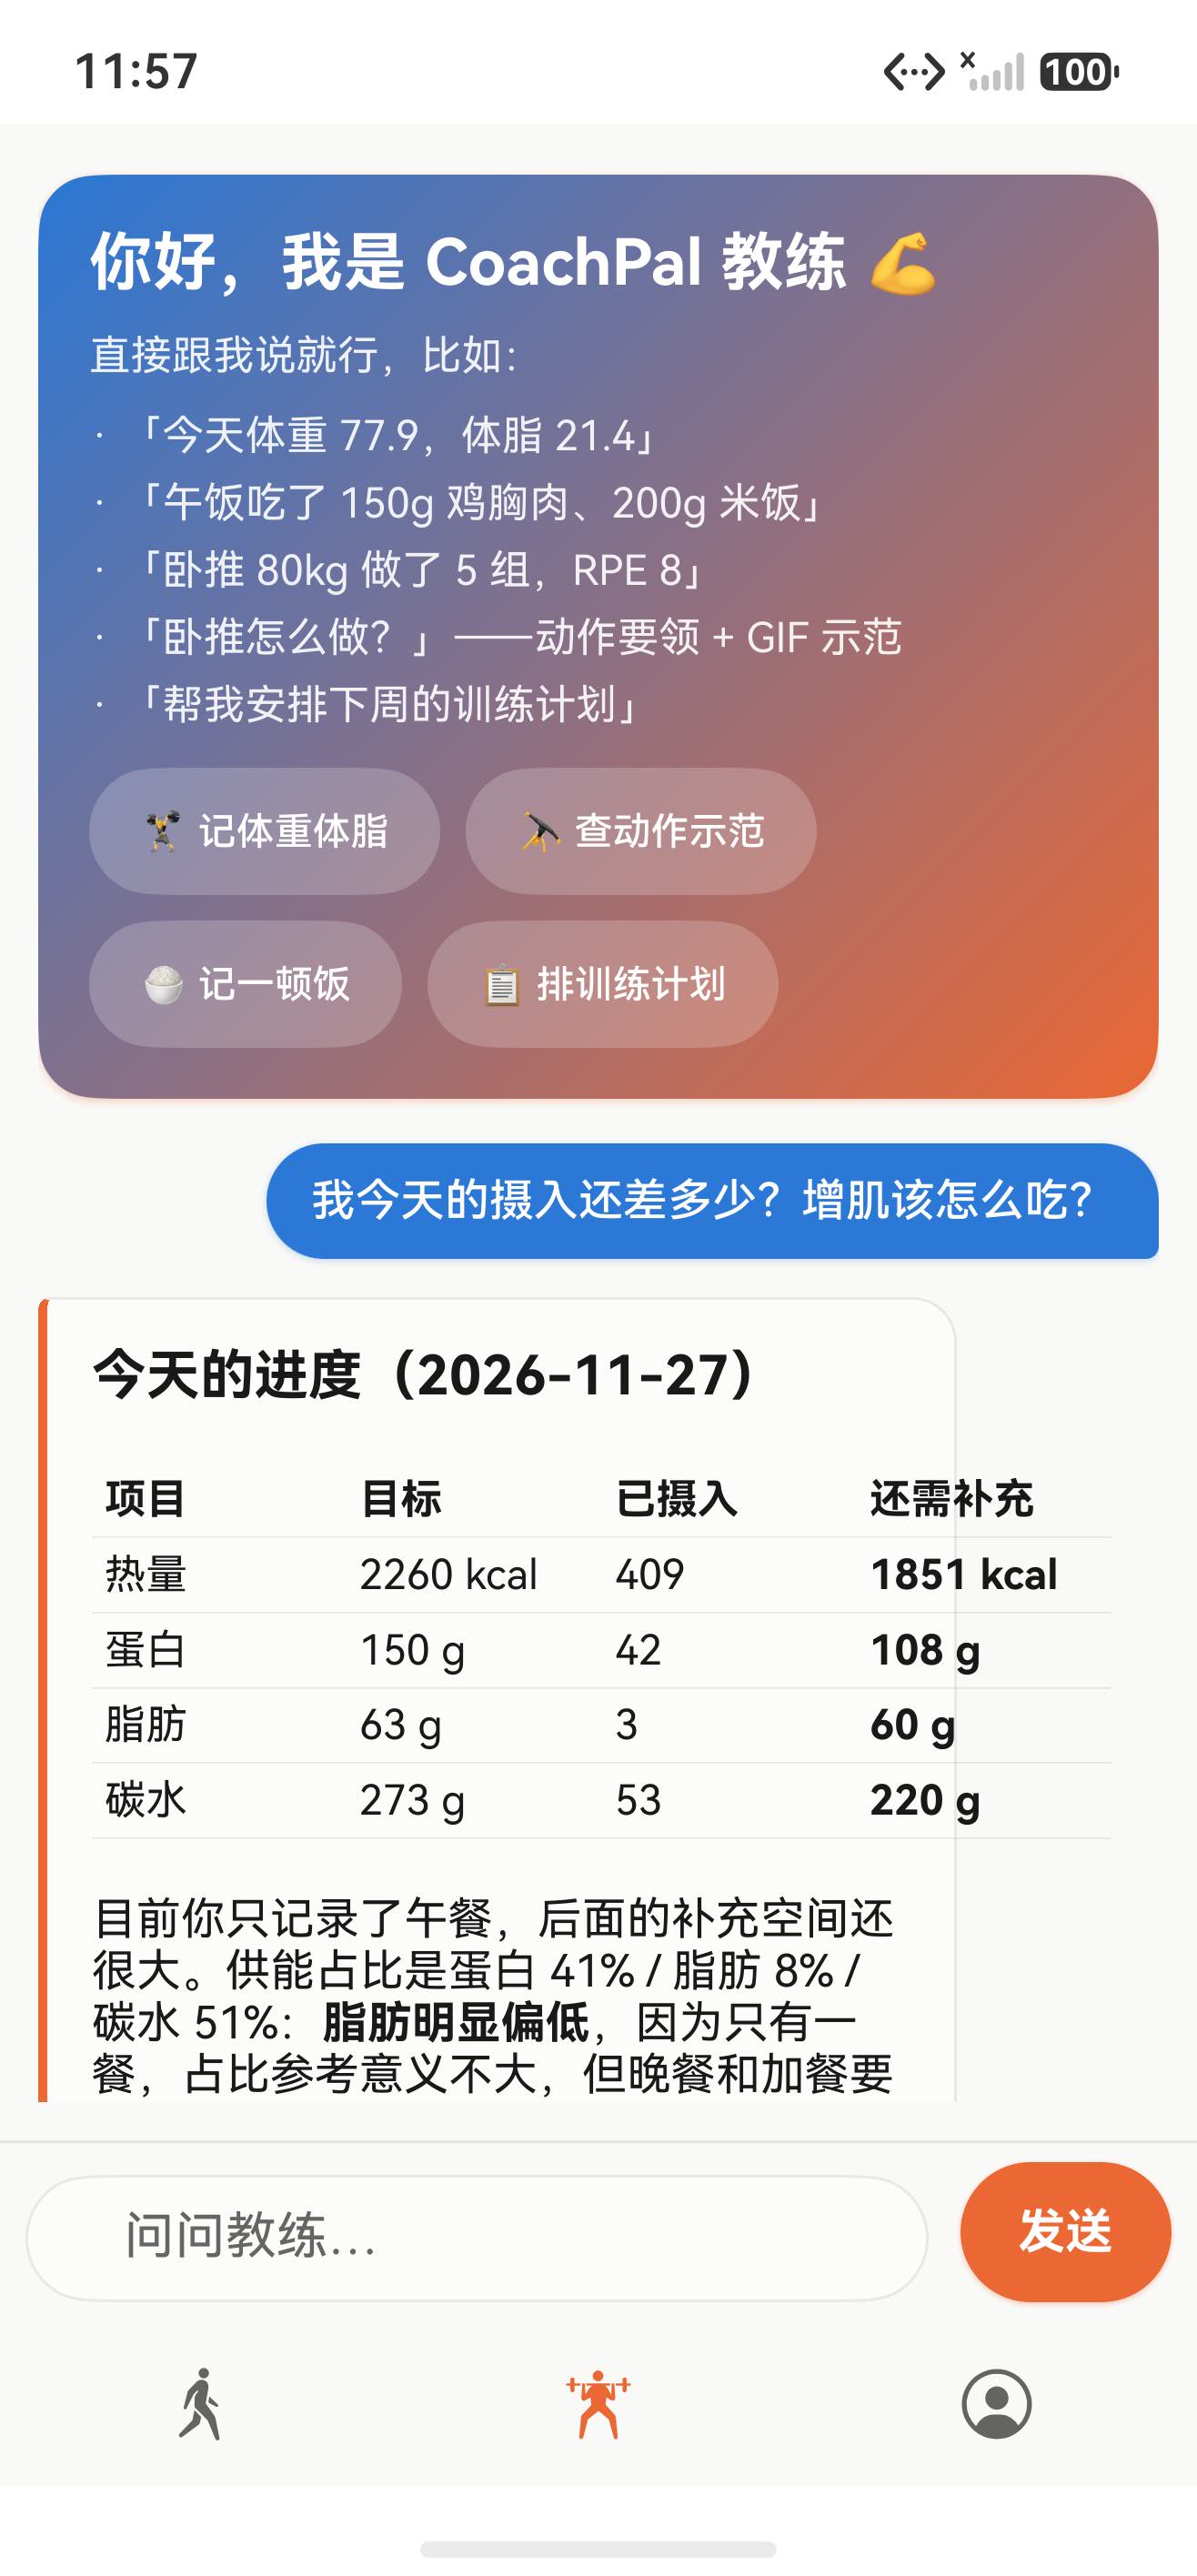 11:57
100
你好，我是 CoachPal 教练 💪
直接跟我说就行，比如：
· 「今天体重 77.9，体脂 21.4」
· 「午饭吃了 150g 鸡胸肉、200g 米饭」
· 「卧推 80kg 做了 5 组，RPE 8」
· 「卧推怎么做？」——动作要领 + GIF 示范
· 「帮我安排下周的训练计划」
🏋️ 记体重体脂 查动作示范
🍚 记一顿饭 📋 排训练计划
我今天的摄入还差多少？增肌该怎么吃？
今天的进度（2026-11-27）
项目 目标 已摄入 还需补充
热量 2260 kcal 409 1851 kcal
蛋白 150 g 42 108 g
脂肪 63 g 3 60 g
碳水 273 g 53 220 g
目前你只记录了午餐，后面的补充空间还
很大。供能占比是蛋白 41% / 脂肪 8% /
碳水 51%：脂肪明显偏低，因为只有一
餐，占比参考意义不大，但晚餐和加餐要
问问教练…
发送